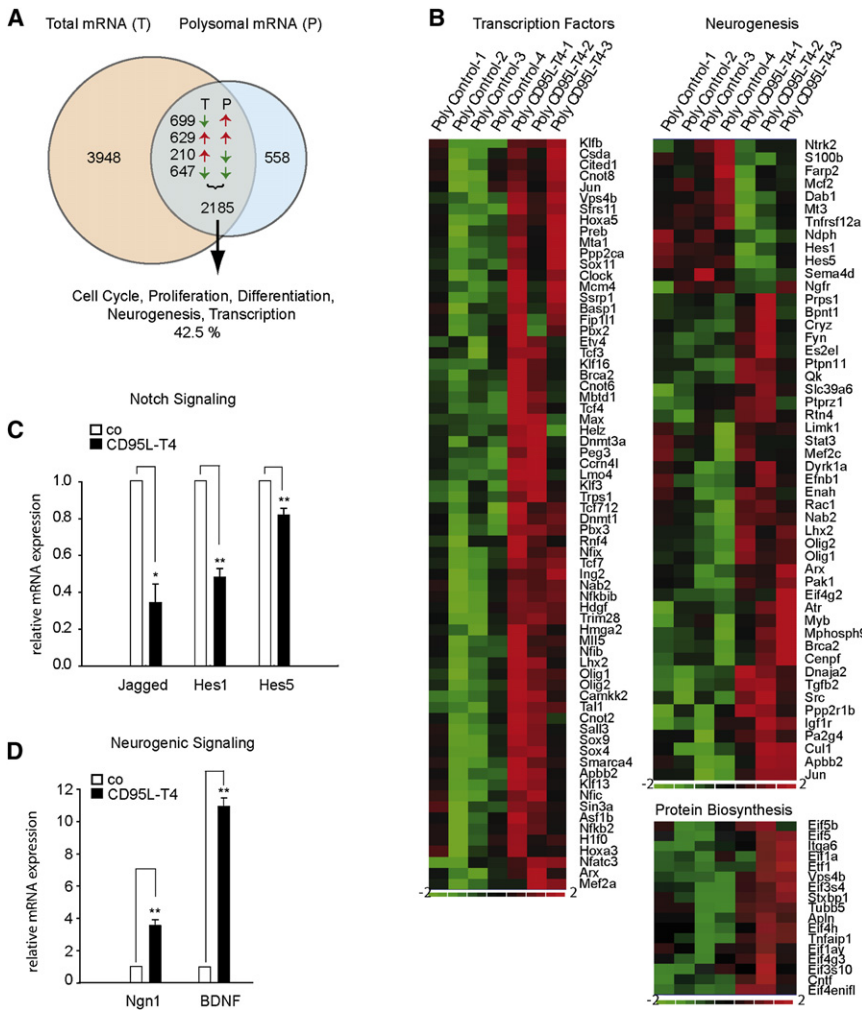 A
Total mRNA (T)
Polysomal mRNA (P)
T P
699
629
210
647
3948
558
2185
Cell Cycle, Proliferation, Differentiation,
Neurogenesis, Transcription
42.5 %
B
Transcription Factors
Poly Control-1
Poly Control-2
Poly Control-3
Poly Control-4
Poly CD95L-T4-1
Poly CD95L-T4-2
Poly CD95L-T4-3
Klfb
Csda
Cited1
Cnot8
Jun
Vps4b
Sfrs11
Hoxa5
Preb
Mta1
Ppp2ca
Sox11
Clock
Mcm4
Ssrp1
Basp1
Fip1l1
Pbx2
Etv4
Tcf3
Klf16
Brca2
Cnot6
Mbtd1
Tcf4
Max
Helz
Dnmt3a
Peg3
Ccrn4l
Lmo4
Klf3
Trps1
Tcf712
Dnmt1
Pbx3
Rnf4
Nfix
Tcf7
Ing2
Nab2
Nfkbib
Hdgf
Trim28
Hmga2
Mll5
Nfib
Lhx2
Olig1
Olig2
Camkk2
Tal1
Cnot2
Sall3
Sox9
Sox4
Smarca4
Apbb2
Klf13
Nfic
Sin3a
Asf1b
Nfkb2
H1f0
Hoxa3
Nfatc3
Arx
Mef2a
-2 2
Neurogenesis
Poly Control-1
Poly Control-2
Poly Control-3
Poly Control-4
Poly CD95L-T4-1
Poly CD95L-T4-2
Poly CD95L-T4-3
Ntrk2
S100b
Farp2
Mcf2
Dab1
Mt3
Tnfrsf12a
Ndph
Hes1
Hes5
Sema4d
Ngfr
Prps1
Bpnt1
Cryz
Fyn
Es2el
Ptpn11
Qk
Slc39a6
Ptprz1
Rtn4
Limk1
Stat3
Mef2c
Dyrk1a
Efnb1
Enah
Rac1
Nab2
Lhx2
Olig2
Olig1
Arx
Pak1
Eif4g2
Atr
Myb
Mphosph9
Brca2
Cenpf
Dnaja2
Tgfb2
Src
Ppp2r1b
Igf1r
Pa2g4
Cul1
Apbb2
Jun
-2 2
Protein Biosynthesis
Eif5b
Eif5
Itga6
Eif1a
Etf1
Vps4b
Eif3s4
Stxbp1
Tubb5
Apln
Eif4h
Tnfaip1
Eif1ay
Eif4g3
Eif3s10
Cntf
Eif4enifl
-2 2
C
Notch Signaling
co
CD95L-T4
relative mRNA expression
1.0
0.8
0.6
0.4
0.2
0.0
*
**
**
Jagged Hes1 Hes5
D
Neurogenic Signaling
co
CD95L-T4
relative mRNA expression
12
10
8
6
4
2
0
**
**
Ngn1 BDNF